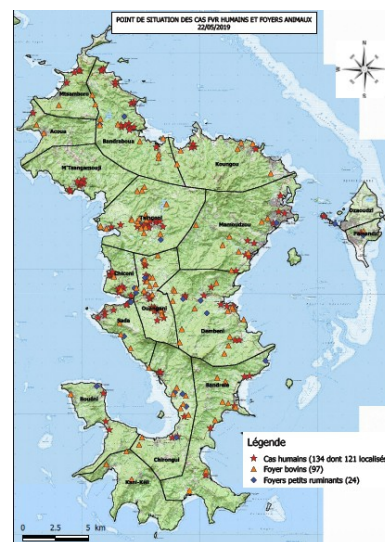 POINT DE SITUATION DES CAS FVR HUMAINS ET FOYERS ANIMAUX
22/05/2019
N
Mtsamboro
Acoua
Bandraboua
M'Tsangamouji
Koungou
Tsingoni
Mamoudzou
Dzaoudzi
Pamandzi
Chiconi
Ouangani
Sada
Dembeni
Bandrele
Bouéni
Chirongui
Kani-Kéli
Légende
Cas humains (134 dont 121 localisés
Foyer bovins (97)
Foyers petits ruminants (24)
0 2.5 5 km